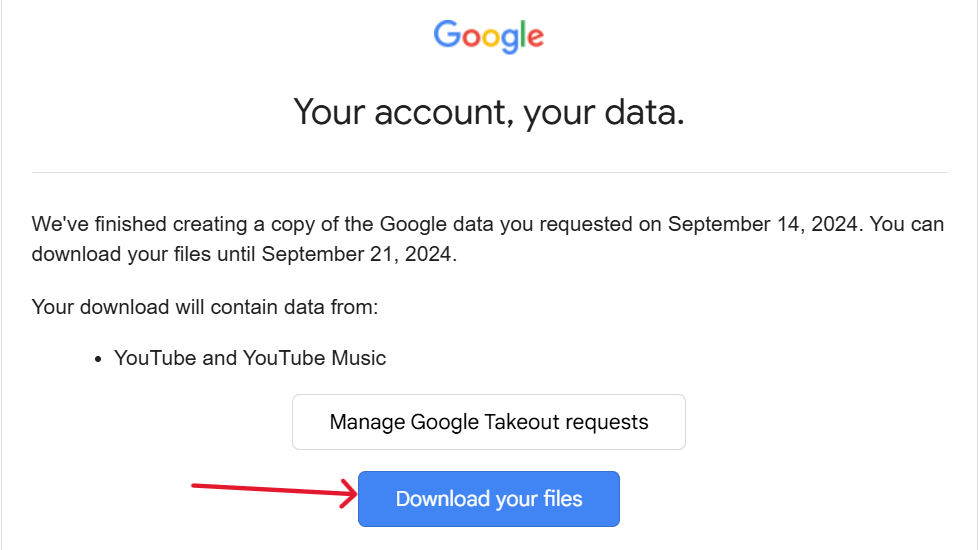 Google
Your account, your data.
We've finished creating a copy of the Google data you requested on September 14, 2024. You can
download your files until September 21, 2024.
Your download will contain data from:
• YouTube and YouTube Music
Manage Google Takeout requests
Download your files